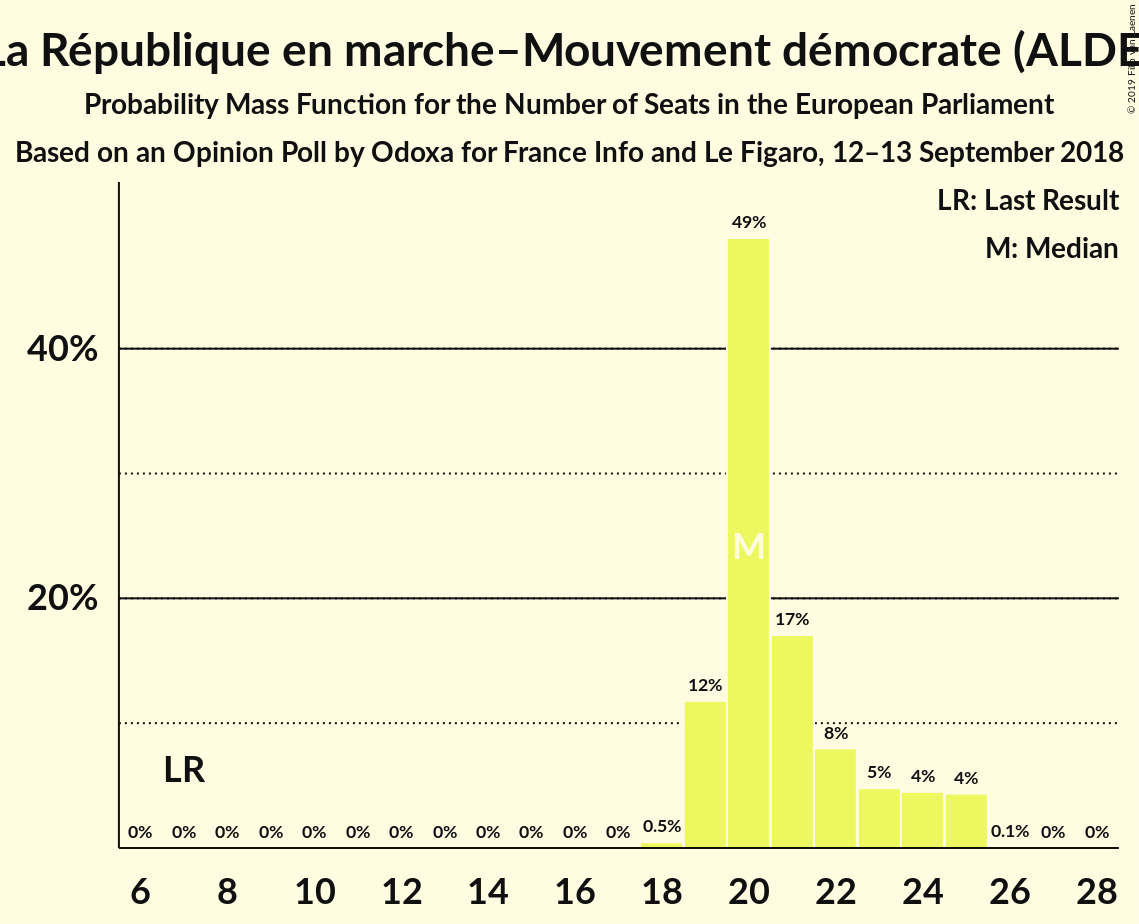 La République en marche–Mouvement démocrate (ALDE
Probability Mass Function for the Number of Seats in the European Parliament
Based on an Opinion Poll by Odoxa for France Info and Le Figaro, 12–13 September 2018
LR: Last Result
M: Median
49%
40%
M
20%
17%
12%
8%
LR
5% 4% 4%
0% 0% 0% 0% 0% 0% 0% 0% 0% 0% 0% 0% 0.5% 0.1% 0% 0%
6 8 10 12 14 16 18 20 22 24 26 28
© 2019